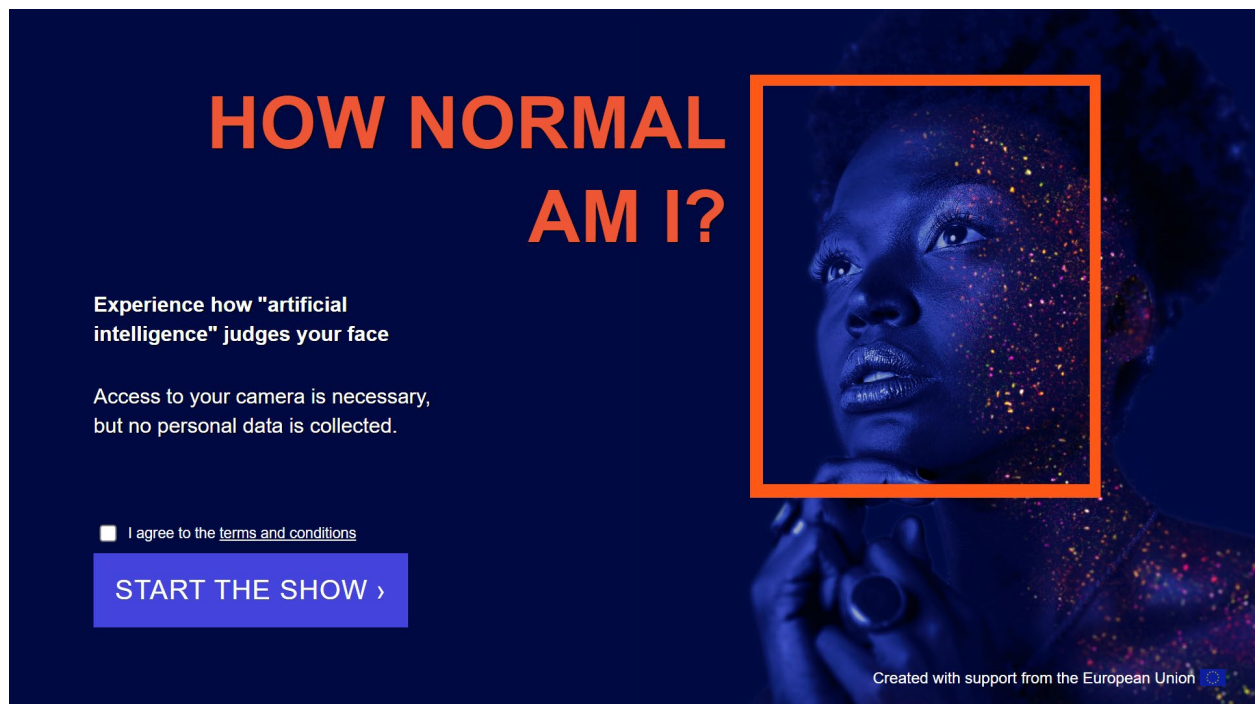 HOW NORMAL
AM I?
Experience how "artificial
intelligence" judges your face
Access to your camera is necessary,
but no personal data is collected.
I agree to the terms and conditions
START THE SHOW ›
Created with support from the European Union